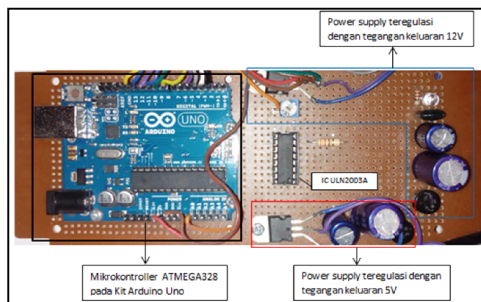 Power supply teregulasi
dengan tegangan keluaran 12V
ARDUINO
UNO
IC ULN2003A
Mikrokontroller ATMEGA328
pada Kit Arduino Uno
Power supply teregulasi dengan
tegangan keluaran 5V